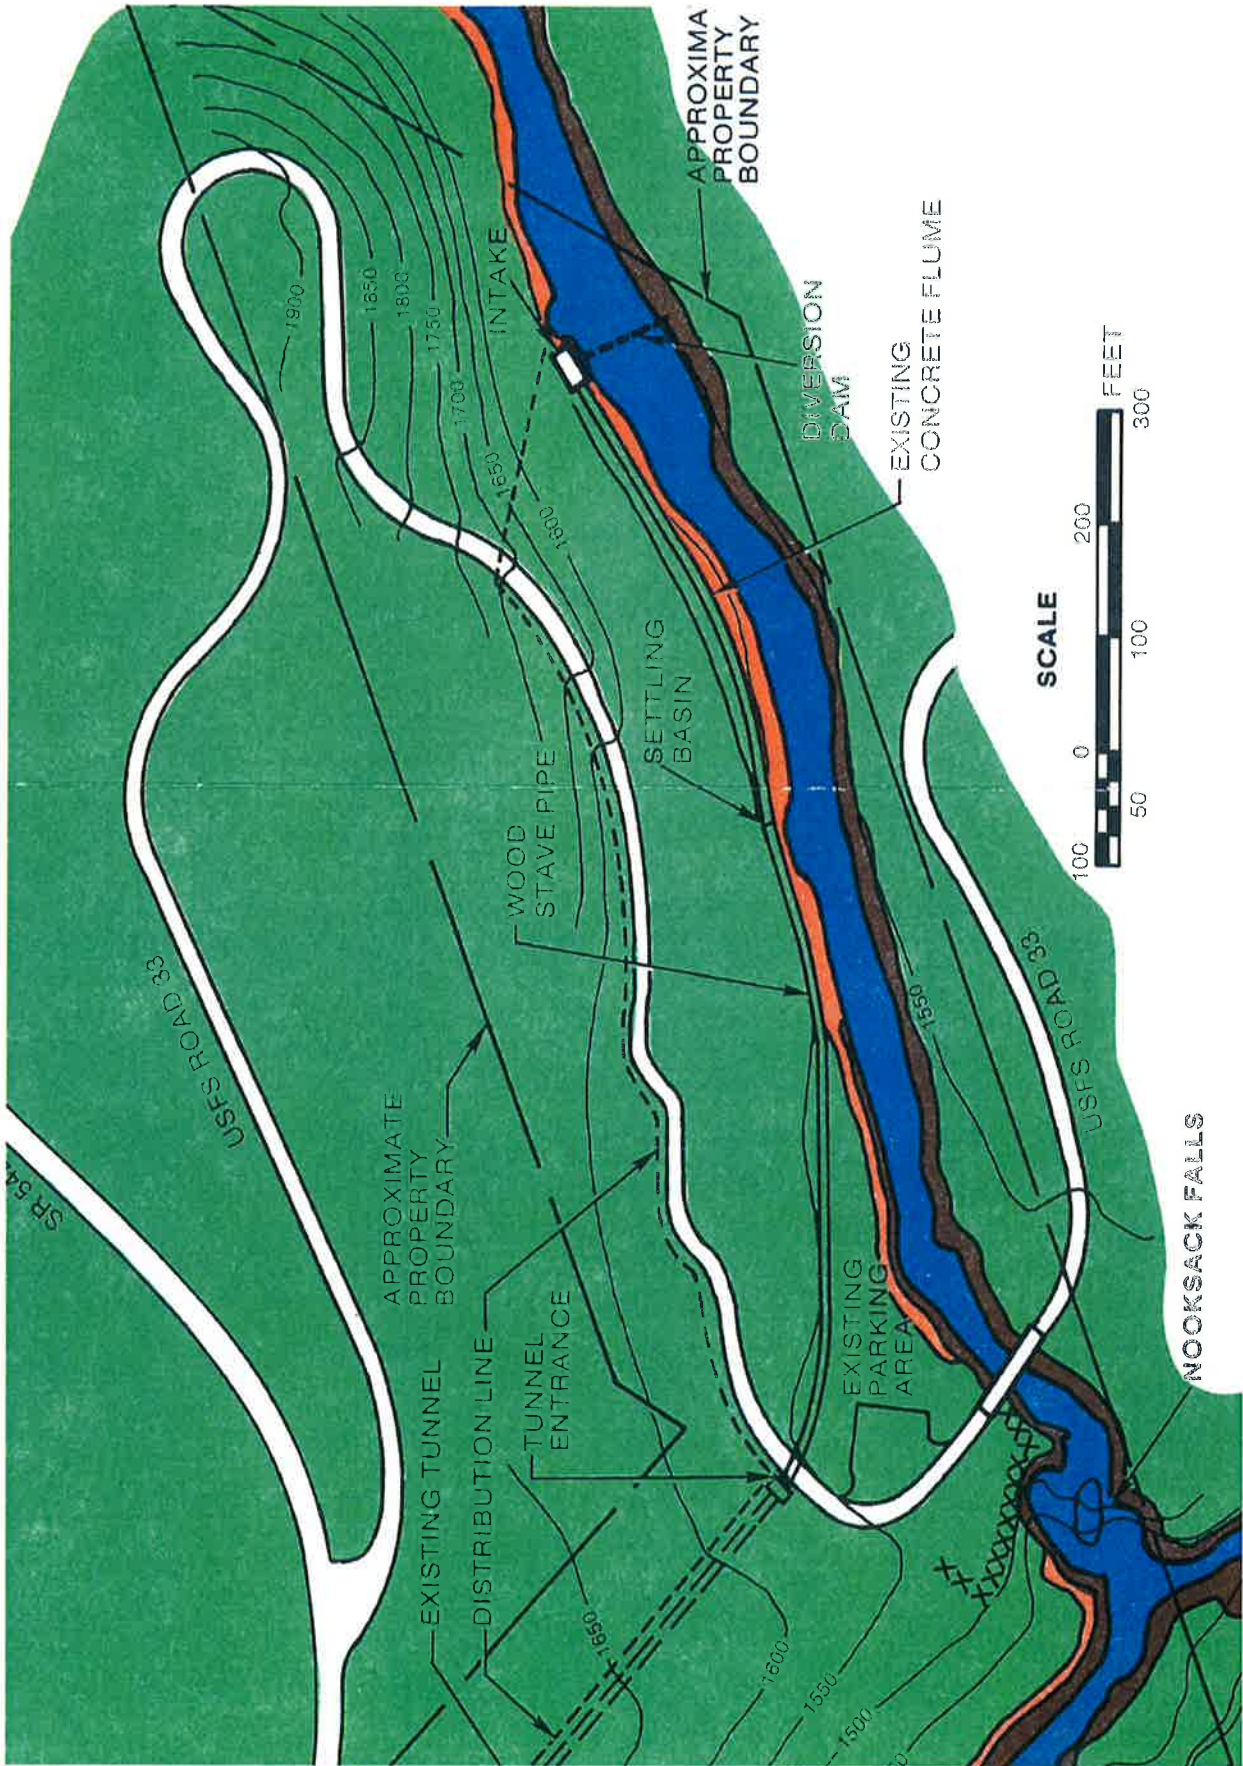 SR 542
USFS ROAD 33
APPROXIMATE
PROPERTY
BOUNDARY
EXISTING TUNNEL
DISTRIBUTION LINE
TUNNEL
ENTRANCE
WOOD
STAVE PIPE
SETTLING
BASIN
INTAKE
APPROXIMA
PROPERTY
BOUNDARY
DIVERSION
DAM
EXISTING
CONCRETE FLUME
EXISTING
PARKING
AREA
USFS ROAD 33
NOOKSACK FALLS
1900
1850
1800
1750
1700
1650
1600
1550
1650
1600
1550
1500
SCALE
100 0 100 200 FEET
50 300